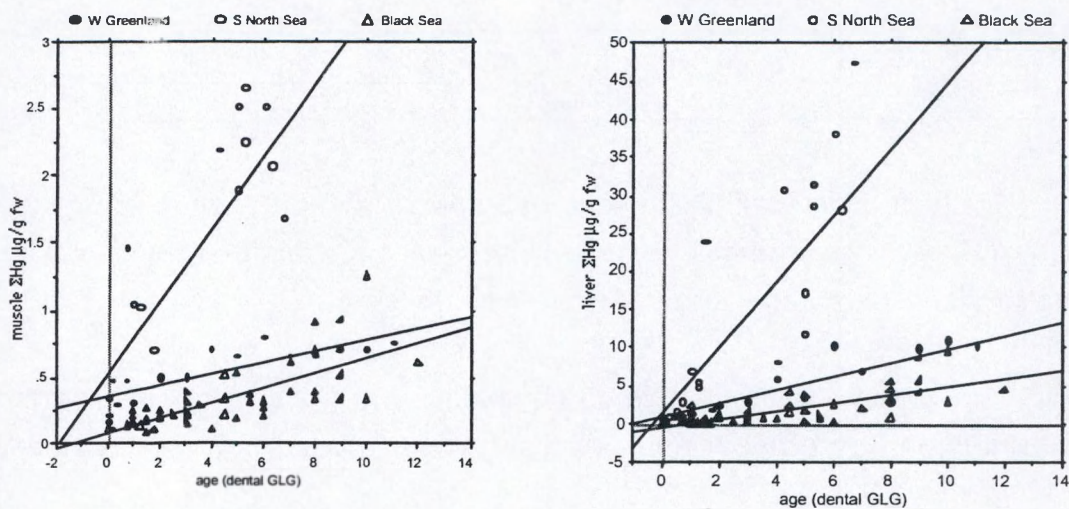 W Greenland S North Sea Black Sea
3
2.5
2
1.5
1
.5
0
-2 0 2 4 6 8 10 12 14
muscle ΣHg µg/g fw
age (dental GLG)
W Greenland S North Sea Black Sea
50
45
40
35
30
25
20
15
10
5
0
-5
0 2 4 6 8 10 12 14
liver ΣHg µg/g fw
age (dental GLG)